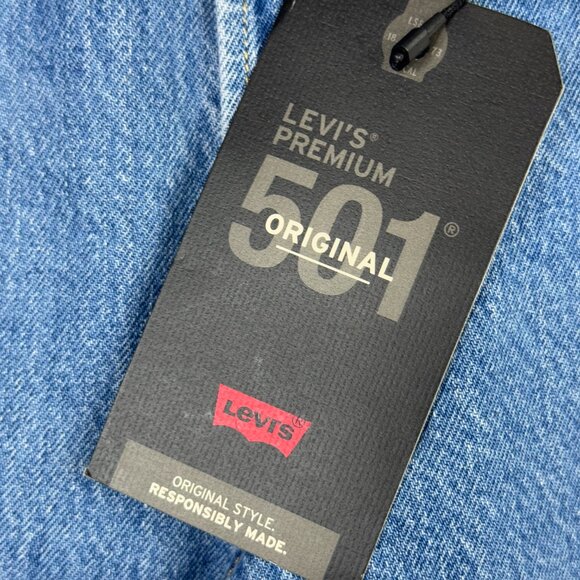 LEVI'S®
PREMIUM
501®
ORIGINAL
Levi's®
ORIGINAL STYLE.
RESPONSIBLY MADE.